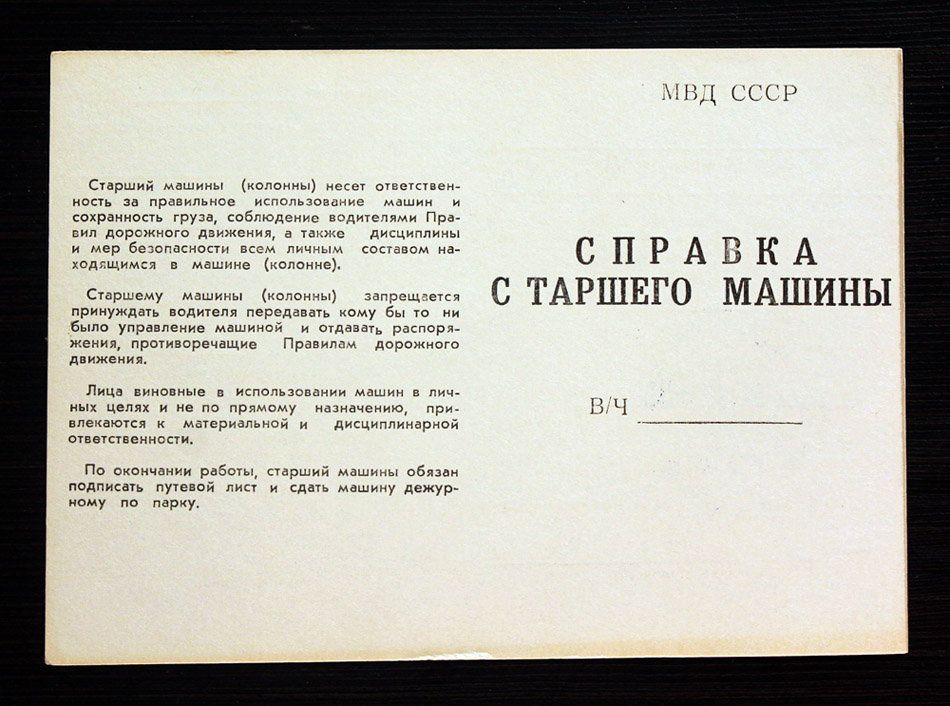 Старший машины (колонны) несет ответствен-
ность за правильное использование машин и
сохранность груза, соблюдение водителями Пра-
вил дорожного движения, а также дисциплины
и мер безопасности всем личным составом на-
ходящимся в машине (колонне).
Старшему машины (колонны) запрещается
принуждать водителя передавать кому бы то ни
было управление машиной и отдавать распоря-
жения, противоречащие Правилам дорожного
движения.
Лица виновные в использовании машин в лич-
ных целях и не по прямому назначению, при-
влекаются к материальной и дисциплинарной
ответственности.
По окончании работы, старший машины обязан
подписать путевой лист и сдать машину дежур-
ному по парку.
МВД СССР
СПРАВКА
СТАРШЕГО МАШИНЫ
В/Ч